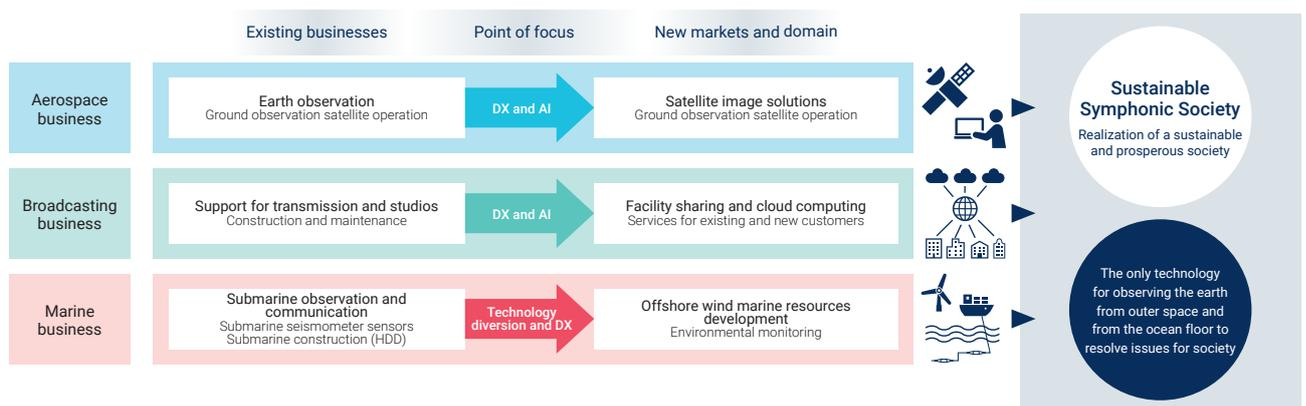 Existing businesses
Point of focus
New markets and domain
Aerospace
business
Earth observation
Ground observation satellite operation
DX and AI
Satellite image solutions
Ground observation satellite operation
Broadcasting
business
Support for transmission and studios
Construction and maintenance
DX and AI
Facility sharing and cloud computing
Services for existing and new customers
Marine
business
Submarine observation and
communication
Submarine seismometer sensors
Submarine construction (HDD)
Technology
diversion and DX
Offshore wind marine resources
development
Environmental monitoring
Sustainable
Symphonic Society
Realization of a sustainable
and prosperous society
The only technology
for observing the earth
from outer space and
from the ocean floor to
resolve issues for society